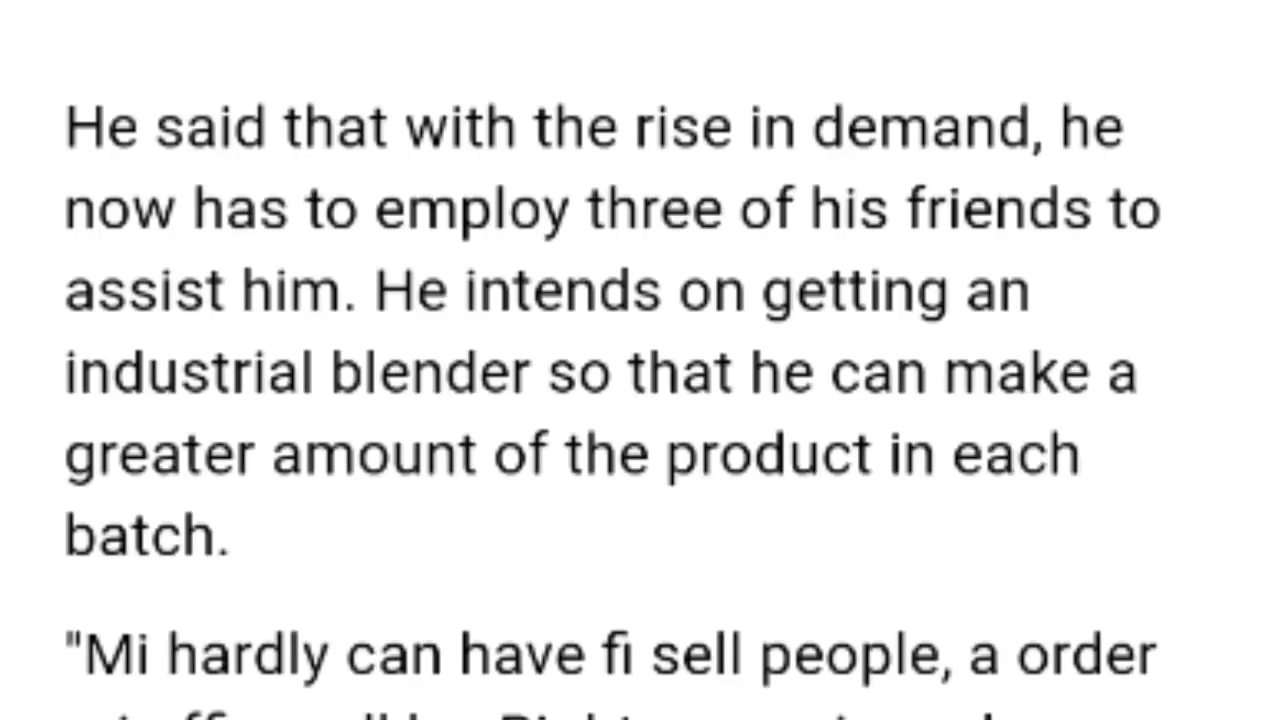 He said that with the rise in demand, he
now has to employ three of his friends to
assist him. He intends on getting an
industrial blender so that he can make a
greater amount of the product in each
batch.
"Mi hardly can have fi sell people, a order